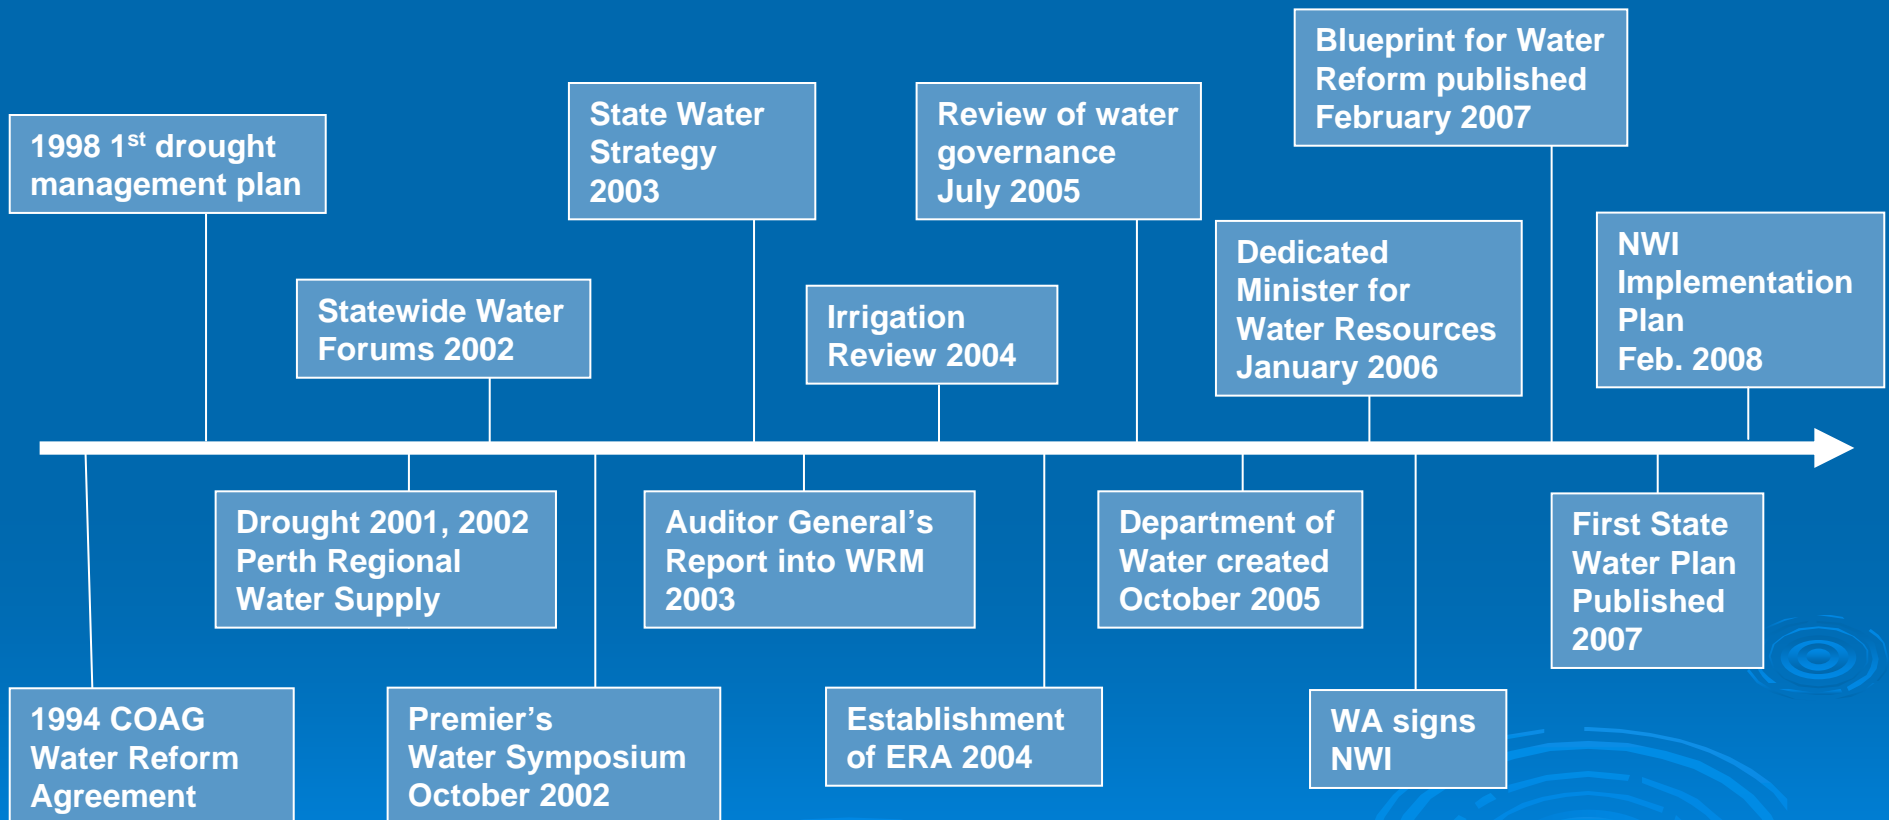 Blueprint for Water
Reform published
February 2007
1998 1st drought
management plan
State Water
Strategy
2003
Review of water
governance
July 2005
Statewide Water
Forums 2002
Irrigation
Review 2004
Dedicated
Minister for
Water Resources
January 2006
NWI
Implementation
Plan
Feb. 2008
Drought 2001, 2002
Perth Regional
Water Supply
Auditor General’s
Report into WRM
2003
Department of
Water created
October 2005
First State
Water Plan
Published
2007
1994 COAG
Water Reform
Agreement
Premier’s
Water Symposium
October 2002
Establishment
of ERA 2004
WA signs
NWI